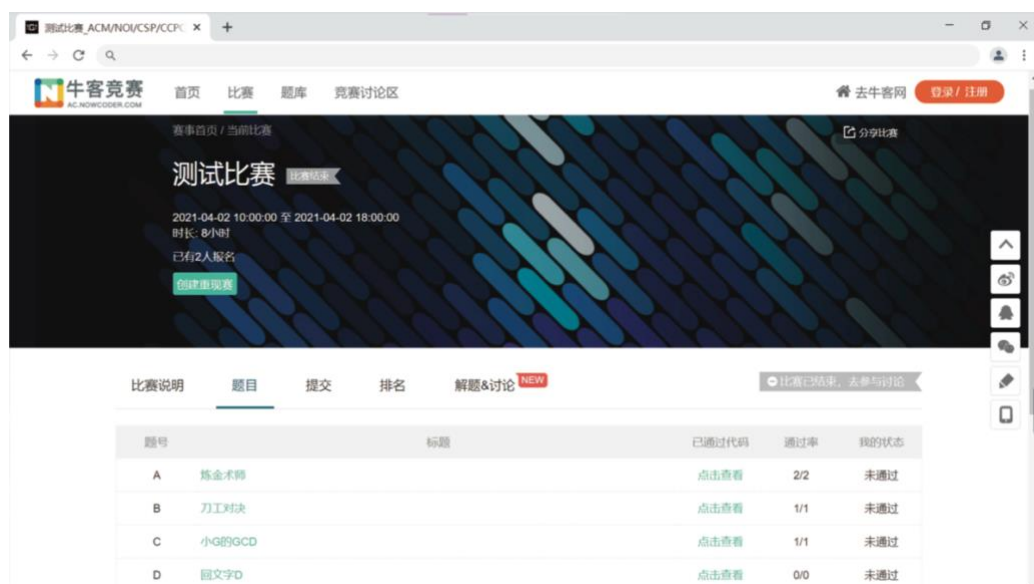 测试比赛_ACM/NOI/CSP/CCPC
牛客竞赛
AC.NOWCODER.COM
首页 比赛 题库 竞赛讨论区 去牛客网 登录/注册
赛事首页 / 当前比赛 分享比赛
测试比赛 比赛结束
2021-04-02 10:00:00 至 2021-04-02 18:00:00
时长: 8小时
已有2人报名
创建重现赛
比赛说明 题目 提交 排名 解题&讨论 NEW 比赛已结束，去参与讨论
题号 标题 已通过代码 通过率 我的状态
A 炼金术师 点击查看 2/2 未通过
B 刀工对决 点击查看 1/1 未通过
C 小G的GCD 点击查看 1/1 未通过
D 回文字D 点击查看 0/0 未通过